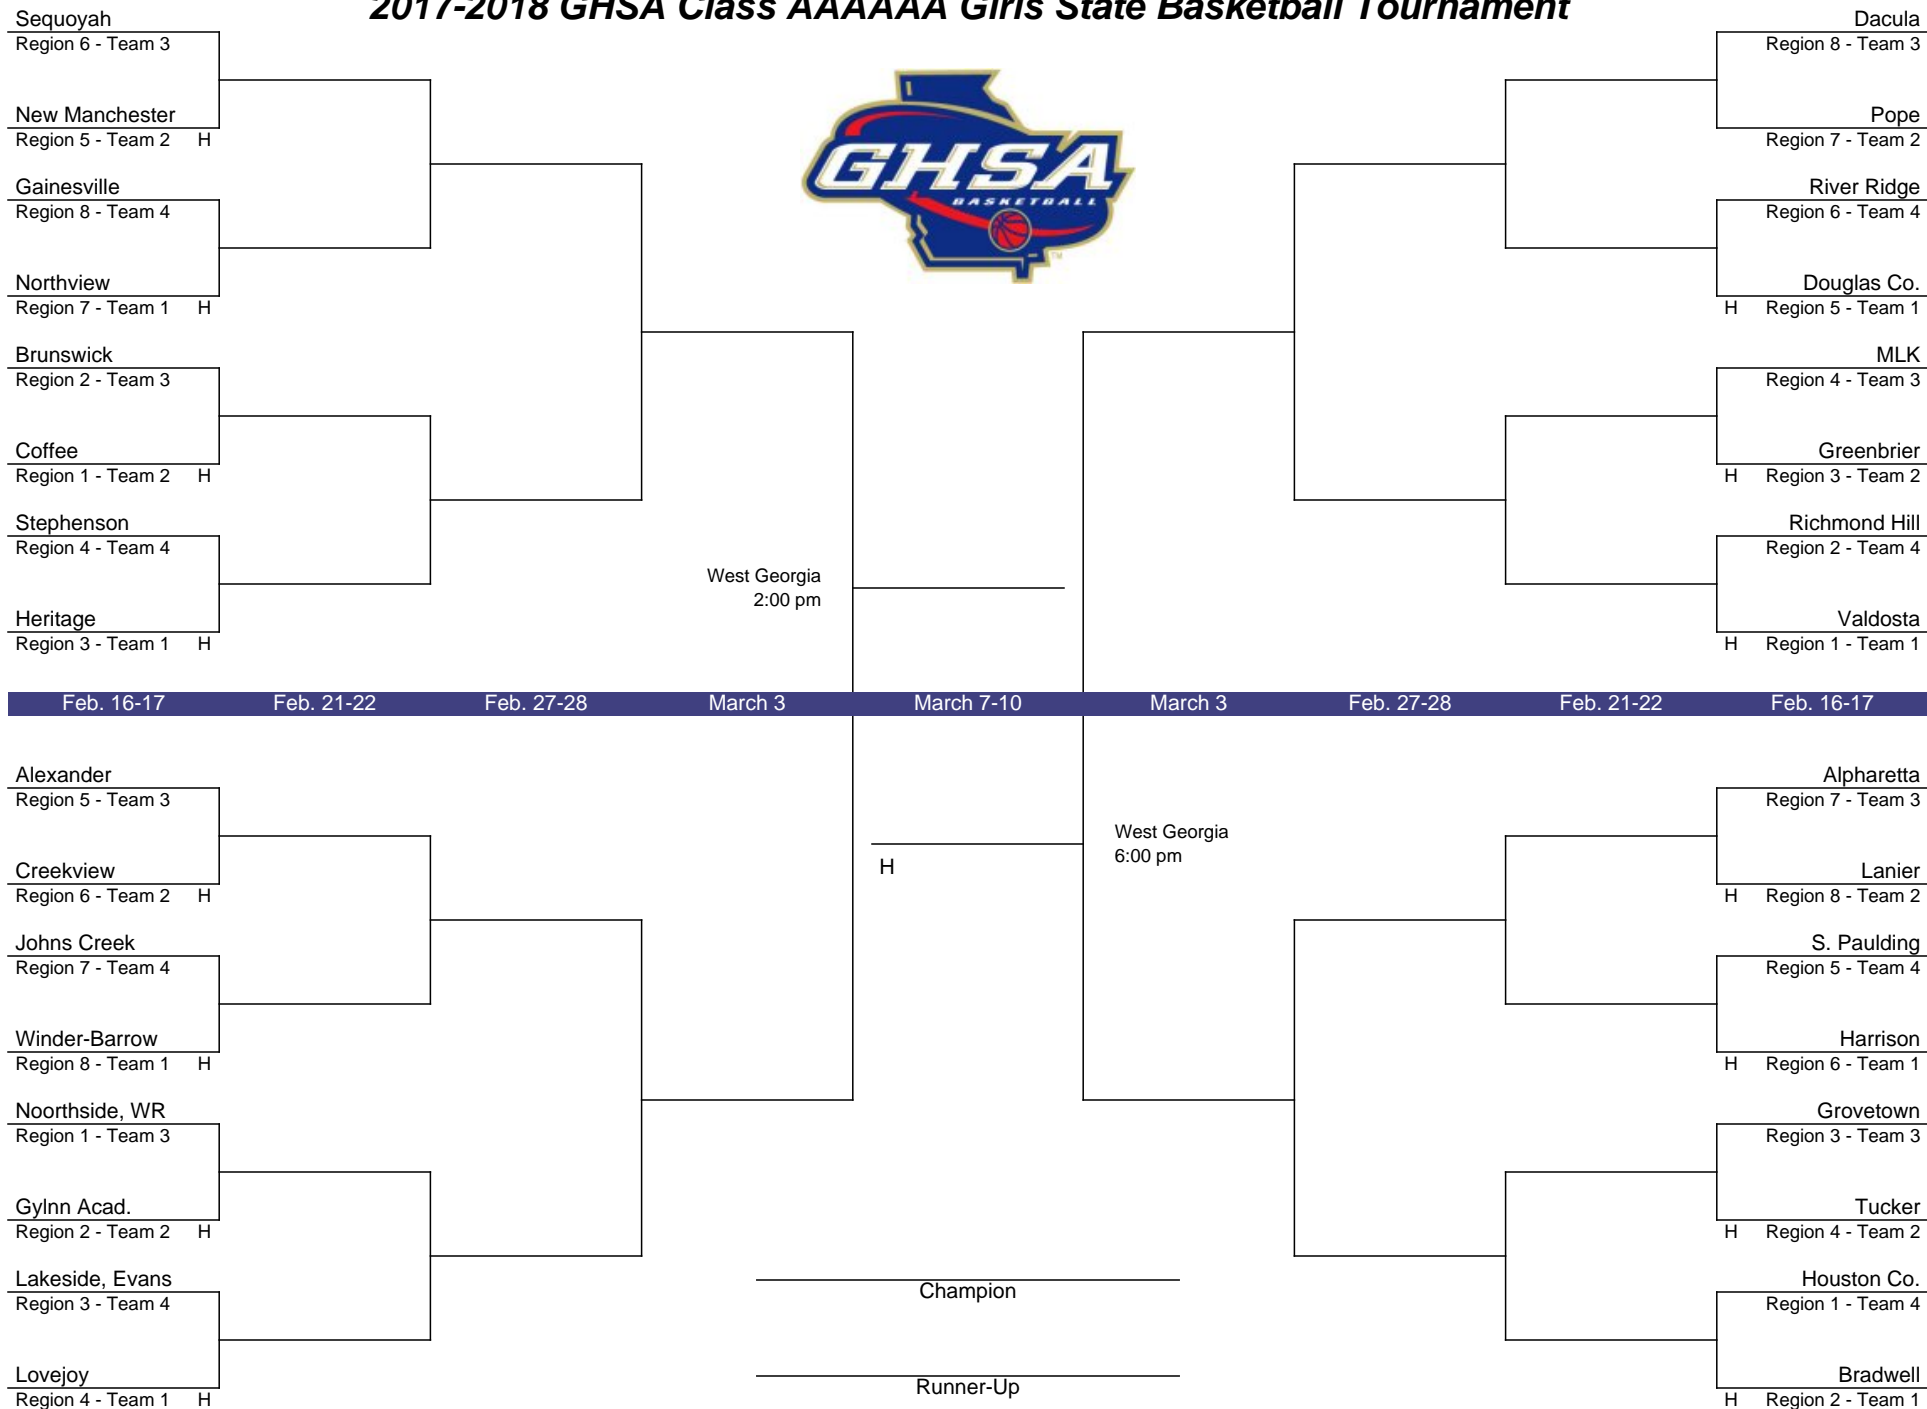 2017-2018 GHSA Class AAAAAA Girls State Basketball Tournament
GHSA
BASKETBALL
TM
Sequoyah
Region 6 - Team 3
New Manchester
Region 5 - Team 2 H
Gainesville
Region 8 - Team 4
Northview
Region 7 - Team 1 H
Brunswick
Region 2 - Team 3
Coffee
Region 1 - Team 2 H
Stephenson
Region 4 - Team 4
Heritage
Region 3 - Team 1 H
West Georgia
2:00 pm
Dacula
Region 8 - Team 3
Pope
Region 7 - Team 2
River Ridge
Region 6 - Team 4
Douglas Co.
H Region 5 - Team 1
MLK
Region 4 - Team 3
Greenbrier
H Region 3 - Team 2
Richmond Hill
Region 2 - Team 4
Valdosta
H Region 1 - Team 1
Feb. 16-17 Feb. 21-22 Feb. 27-28 March 3 March 7-10 March 3 Feb. 27-28 Feb. 21-22 Feb. 16-17
Alexander
Region 5 - Team 3
Creekview
Region 6 - Team 2 H
Johns Creek
Region 7 - Team 4
Winder-Barrow
Region 8 - Team 1 H
Noorthside, WR
Region 1 - Team 3
Gylnn Acad.
Region 2 - Team 2 H
Lakeside, Evans
Region 3 - Team 4
Lovejoy
Region 4 - Team 1 H
H
West Georgia
6:00 pm
Champion
Runner-Up
Alpharetta
Region 7 - Team 3
Lanier
H Region 8 - Team 2
S. Paulding
Region 5 - Team 4
Harrison
H Region 6 - Team 1
Grovetown
Region 3 - Team 3
Tucker
H Region 4 - Team 2
Houston Co.
Region 1 - Team 4
Bradwell
H Region 2 - Team 1